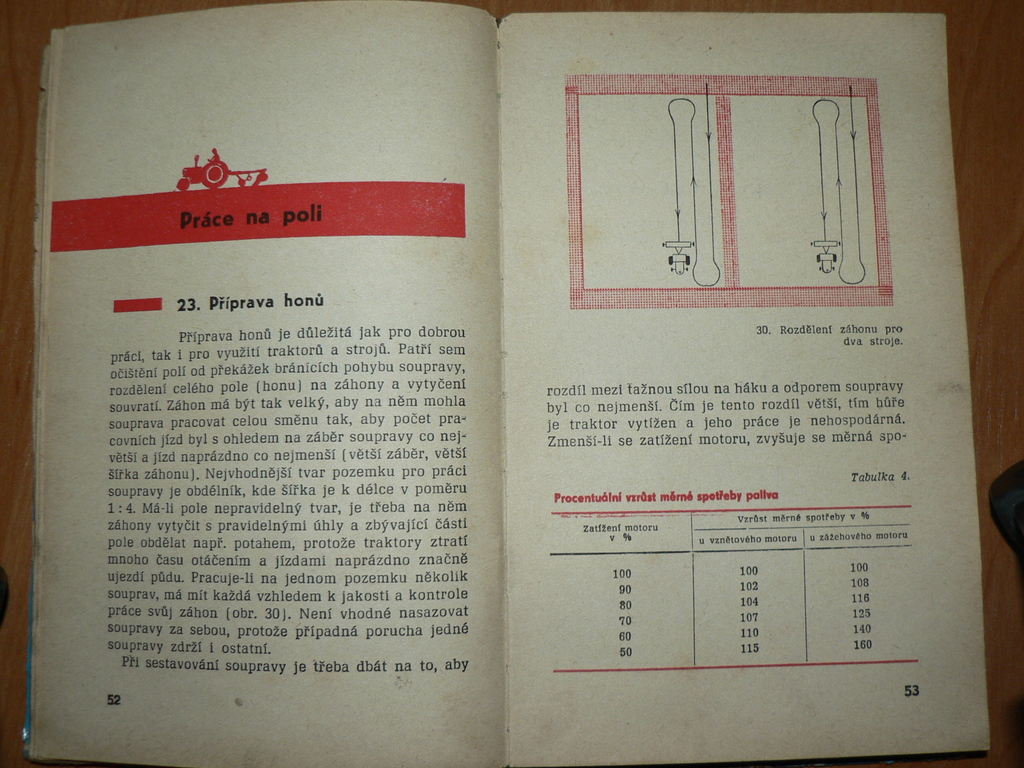 Práce na poli
23. Příprava honů
Příprava honů je důležitá jak pro dobrou
práci, tak i pro využití traktorů a strojů. Patří sem
očištění polí od překážek bránících pohybu soupravy,
rozdělení celého pole (honu) na záhony a vytyčení
souvratí. Záhon má být tak velký, aby na něm mohla
souprava pracovat celou směnu tak, aby počet pra-
covních jízd byl s ohledem na záběr soupravy co nej-
větší a jízd naprázdno co nejmenší (větší záběr, větší
šířka záhonu). Nejvhodnější tvar pozemku pro práci
soupravy je obdélník, kde šířka je k délce v poměru
1 : 4. Má-li pole nepravidelný tvar, je třeba na něm
záhony vytyčit s pravidelnými úhly a zbývající části
pole obdělat např. potahem, protože traktory ztratí
mnoho času otáčením a jízdami naprázdno značně
ujezdí půdu. Pracuje-li na jednom pozemku několik
souprav, má mít každá vzhledem k jakosti a kontrole
práce svůj záhon (obr. 30). Není vhodné nasazovat
soupravy za sebou, protože případná porucha jedné
soupravy zdrží i ostatní.
Při sestavování soupravy je třeba dbát na to, aby
52
30. Rozdělení záhonu pro
dva stroje.
rozdíl mezi tažnou silou na háku a odporem soupravy
byl co nejmenší. Čím je tento rozdíl větší, tím hůře
je traktor vytížen a jeho práce je nehospodárná.
Zmenší-li se zatížení motoru, zvyšuje se měrná spo-
Tabulka 4.
Procentuální vzrůst měrné spotřeby paliva
Zatížení motoru
v %
Vzrůst měrné spotřeby v %
u vznětového motoru u zážehového motoru
100 100 100
90 102 108
80 104 116
70 107 125
60 110 140
50 115 160
53